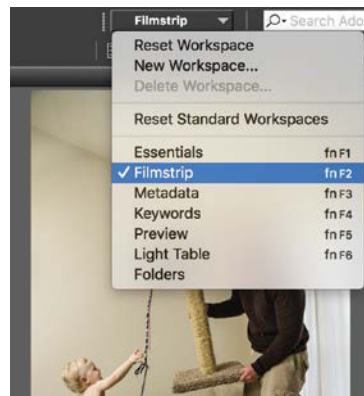 Filmstrip
Search Ado
Reset Workspace
New Workspace...
Delete Workspace...
Reset Standard Workspaces
Essentials fn F1
Filmstrip fn F2
Metadata fn F3
Keywords fn F4
Preview fn F5
Light Table fn F6
Folders